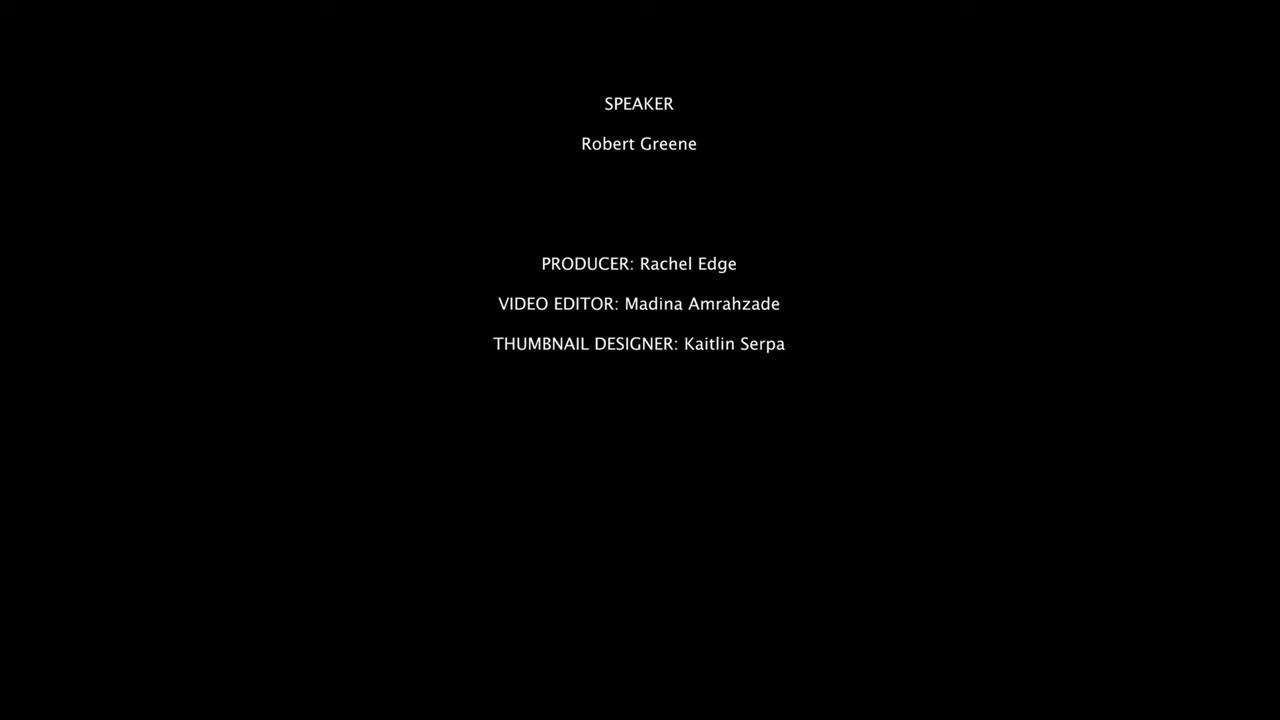 SPEAKER
Robert Greene
PRODUCER: Rachel Edge
VIDEO EDITOR: Madina Amrahzade
THUMBNAIL DESIGNER: Kaitlin Serpa